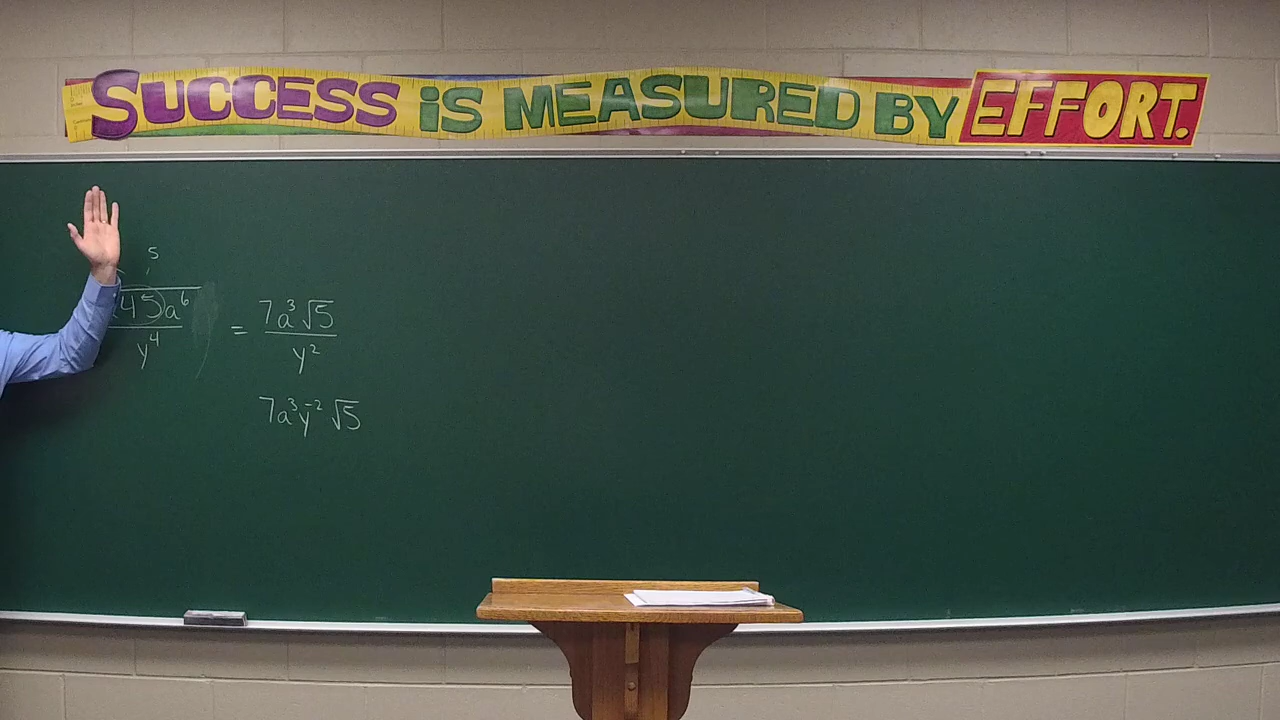 SUCCESS IS MEASURED BY EFFORT.
5
45a⁶
y⁴
=
7a³√5
y²
7a³y⁻²√5